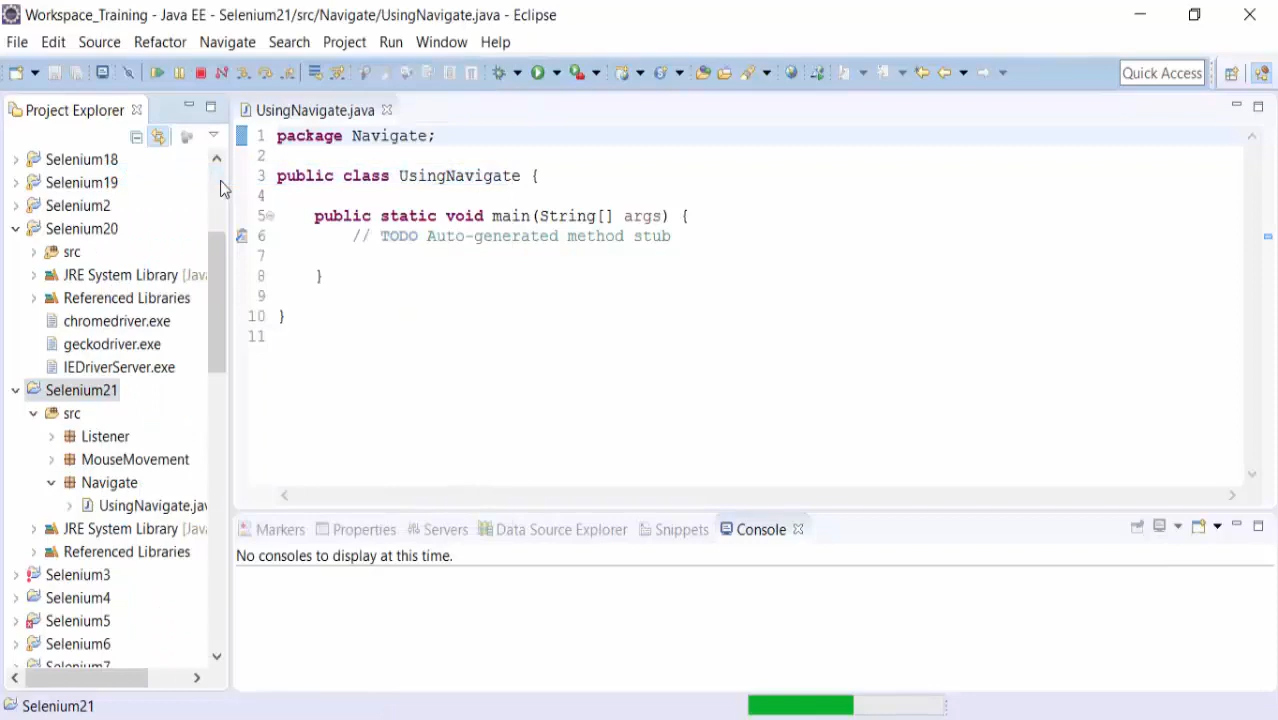 Workspace_Training - Java EE - Selenium21/src/Navigate/UsingNavigate.java - Eclipse
File Edit Source Refactor Navigate Search Project Run Window Help
Quick Access
Project Explorer
Selenium18
Selenium19
Selenium2
Selenium20
src
JRE System Library [Java
Referenced Libraries
chromedriver.exe
geckodriver.exe
IEDriverServer.exe
Selenium21
src
Listener
MouseMovement
Navigate
UsingNavigate.jav
JRE System Library [Java
Referenced Libraries
Selenium3
Selenium4
Selenium5
Selenium6
Selenium7
UsingNavigate.java
1 package Navigate;
2
3 public class UsingNavigate {
4
5 public static void main(String[] args) {
6 // TODO Auto-generated method stub
7
8 }
9
10 }
11
Markers Properties Servers Data Source Explorer Snippets Console
No consoles to display at this time.
Selenium21